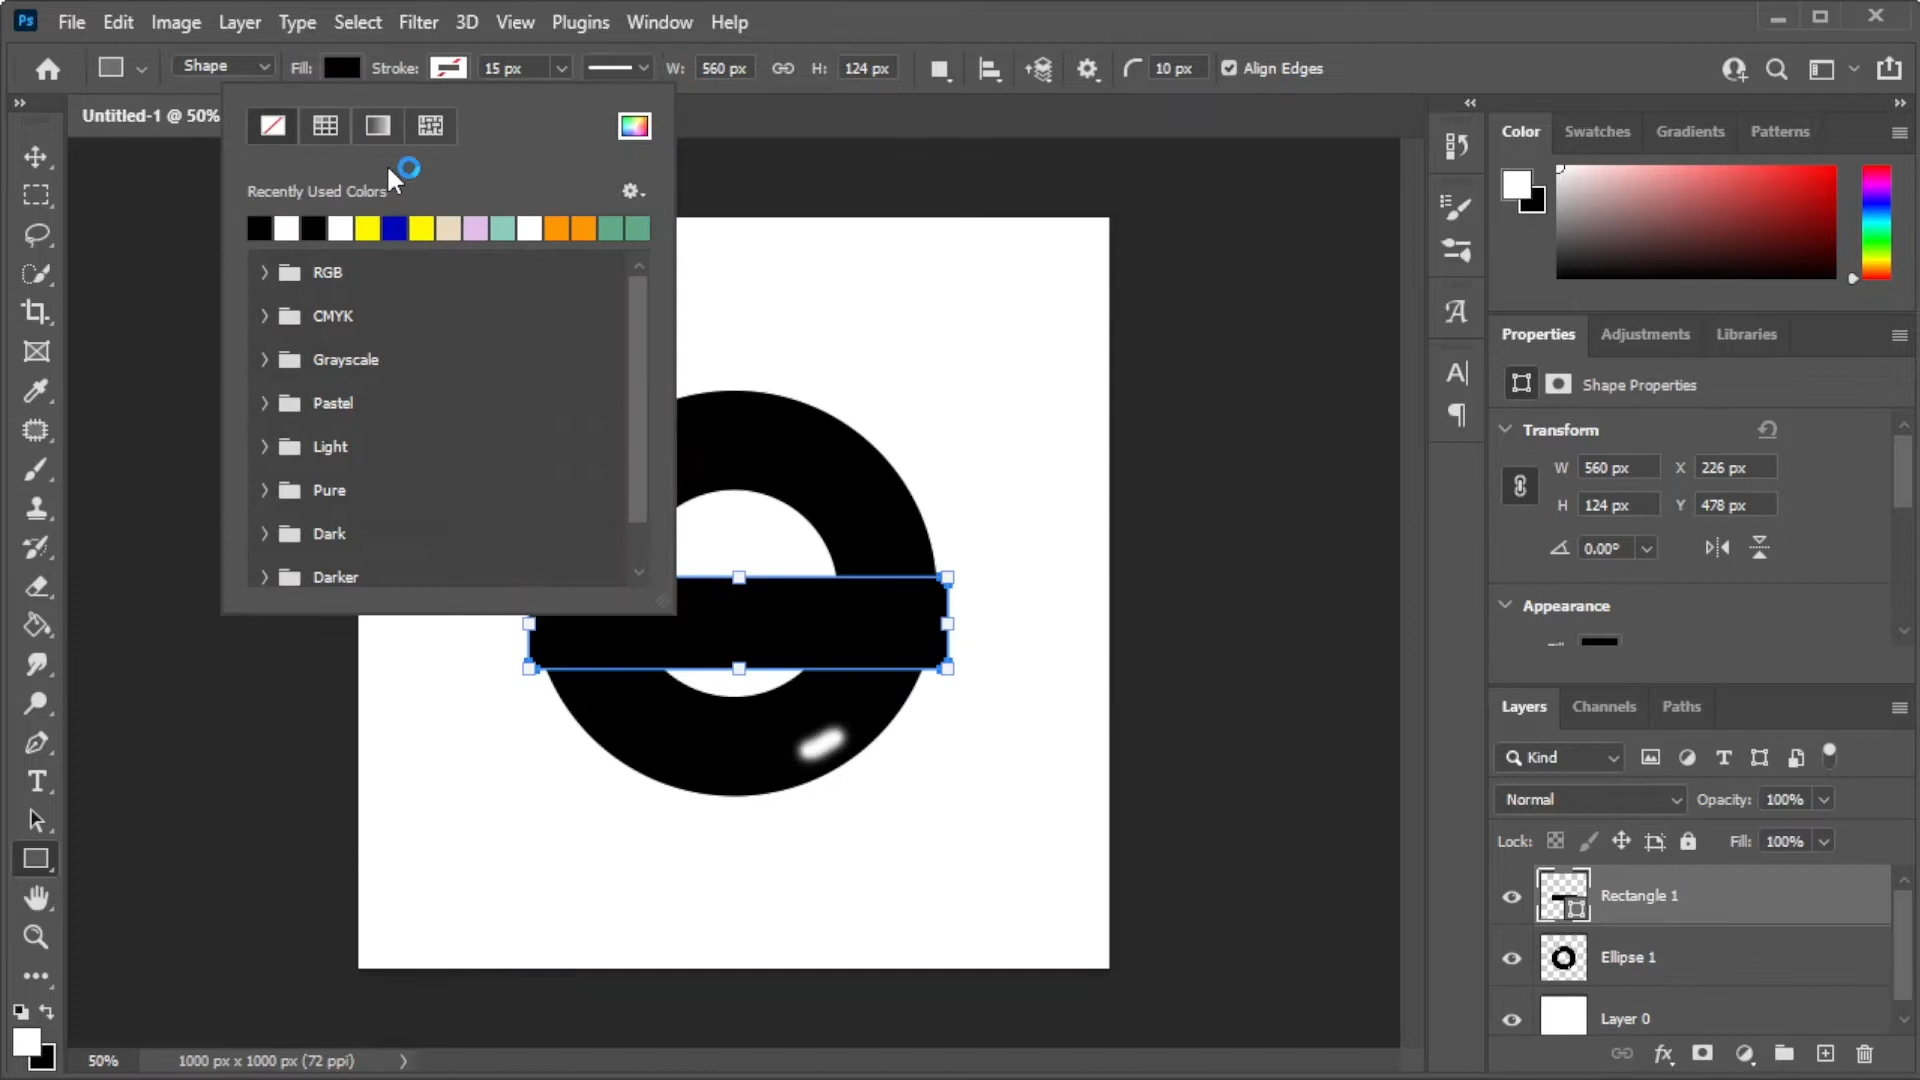 Ps File Edit Image Layer Type Select Filter 3D View Plugins Window Help
Shape Fill: Stroke: 15 px W: 560 px H: 124 px 10 px Align Edges
Untitled-1 @ 50%
Recently Used Colors
RGB
CMYK
Grayscale
Pastel
Light
Pure
Dark
Darker
Color Swatches Gradients Patterns
Properties Adjustments Libraries
Shape Properties
Transform
W 560 px X 226 px
H 124 px Y 478 px
0.00°
Appearance
Layers Channels Paths
Kind
Normal Opacity: 100%
Lock: Fill: 100%
Rectangle 1
Ellipse 1
Layer 0
50% 1000 px x 1000 px (72 ppi)